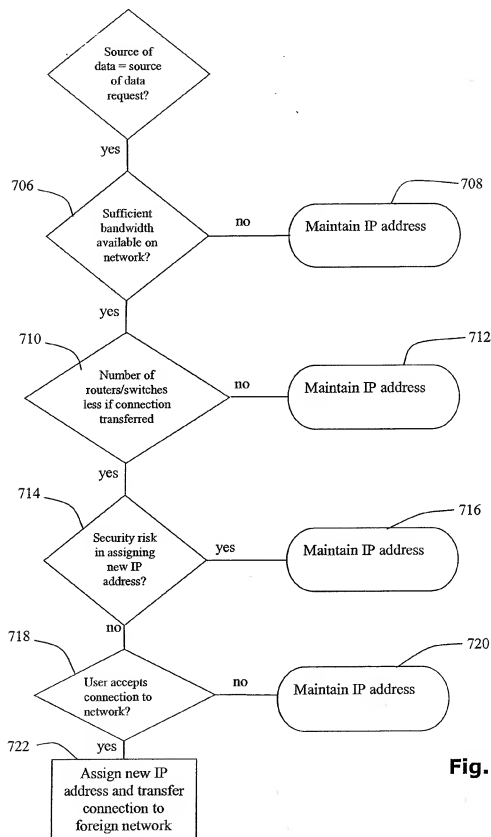 Source of
data = source
of data
request?
yes
706
708
Sufficient
bandwidth
available on
network?
no
Maintain IP address
yes
710
712
Number of
routers/switches
less if connection
transferred
no
Maintain IP address
yes
714
716
Security risk
in assigning
new IP
address?
yes
Maintain IP address
no
718
720
User accepts
connection to
network?
no
Maintain IP address
yes
722
Assign new IP
address and transfer
connection to
foreign network
Fig.